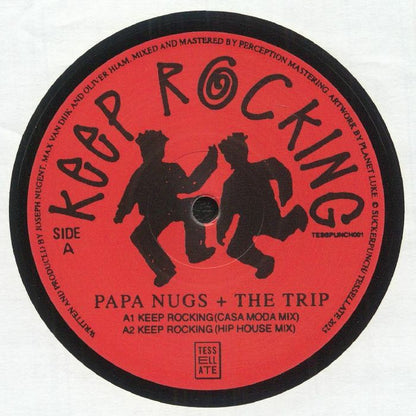 KEEP ROCKING
SIDE
A
TESSPUNCH001
PAPA NUGS + THE TRIP
A1 KEEP ROCKING (CASA MODA MIX)
A2 KEEP ROCKING (HIP HOUSE MIX)
TESS
ELL
ATE
WRITTEN AND PRODUCED BY JOSEPH NUGENT, MAX VAN DIJK AND OLIVER HIAM. MIXED AND MASTERED BY PERCEPTION MASTERING. ARTWORK BY PLANET LUKE. © SUCKERPUNCH/TESSELLATE 2025